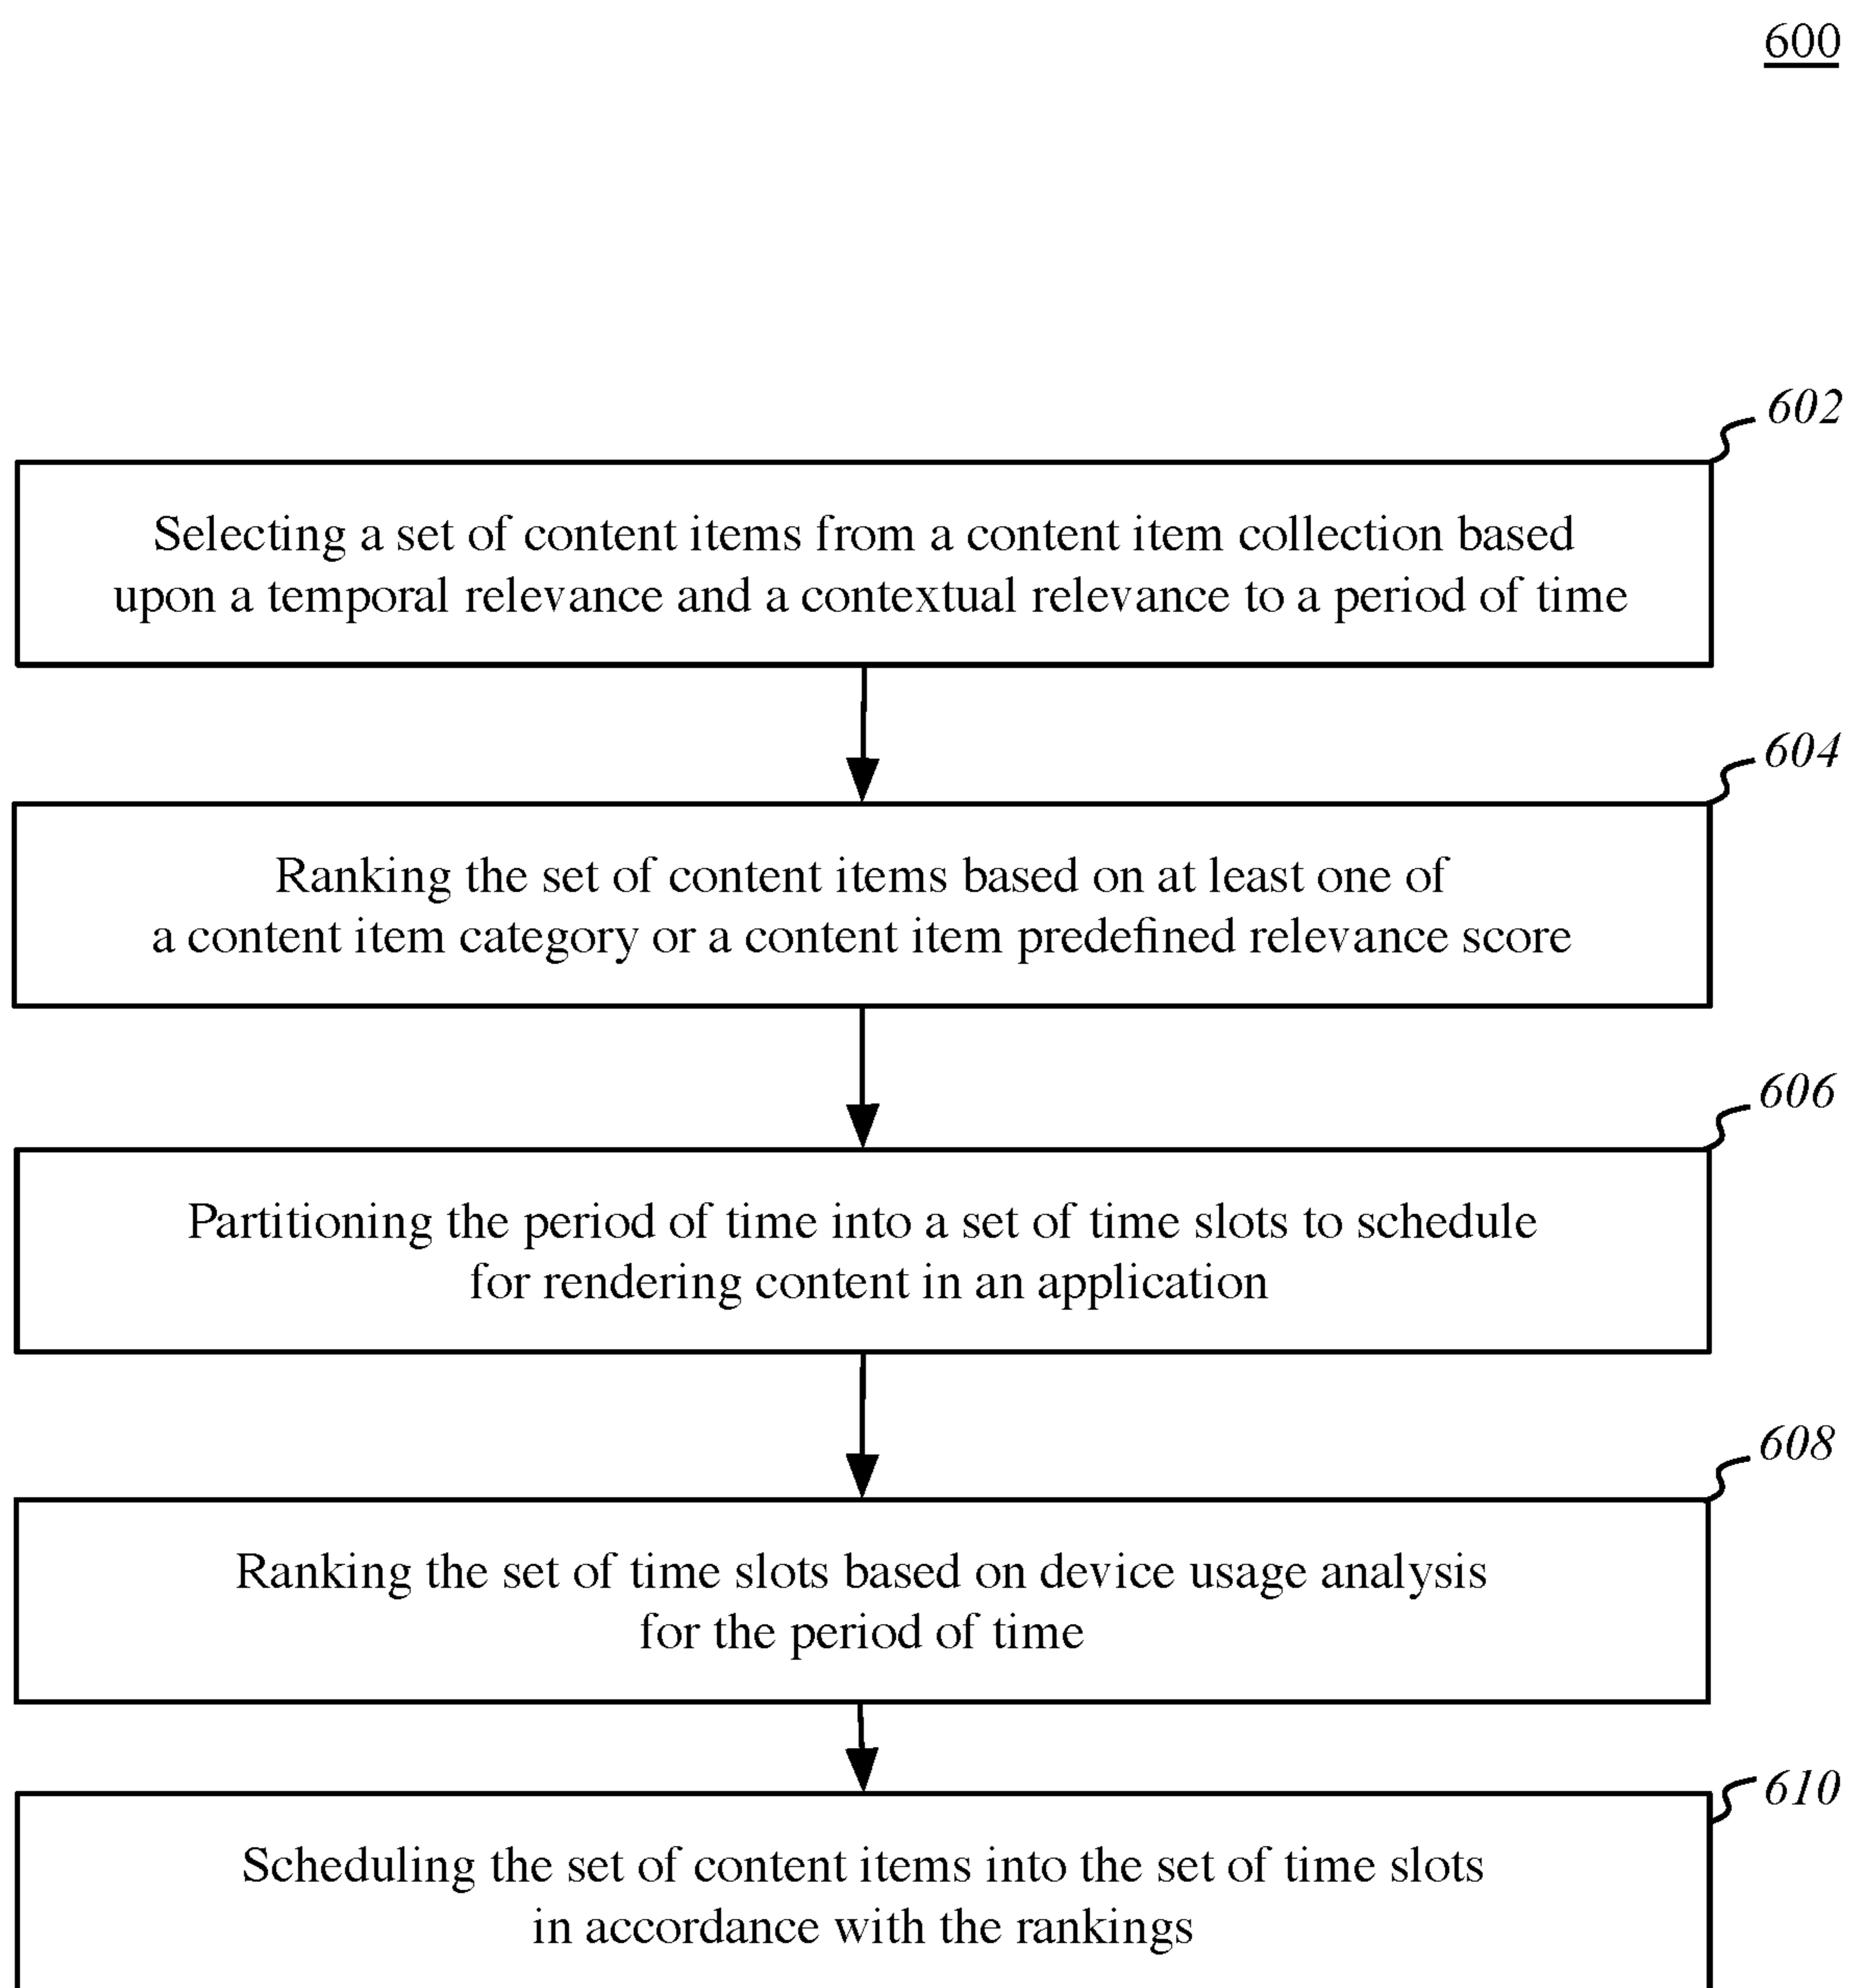 600
602
Selecting a set of content items from a content item collection based
upon a temporal relevance and a contextual relevance to a period of time
604
Ranking the set of content items based on at least one of
a content item category or a content item predefined relevance score
606
Partitioning the period of time into a set of time slots to schedule
for rendering content in an application
608
Ranking the set of time slots based on device usage analysis
for the period of time
610
Scheduling the set of content items into the set of time slots
in accordance with the rankings